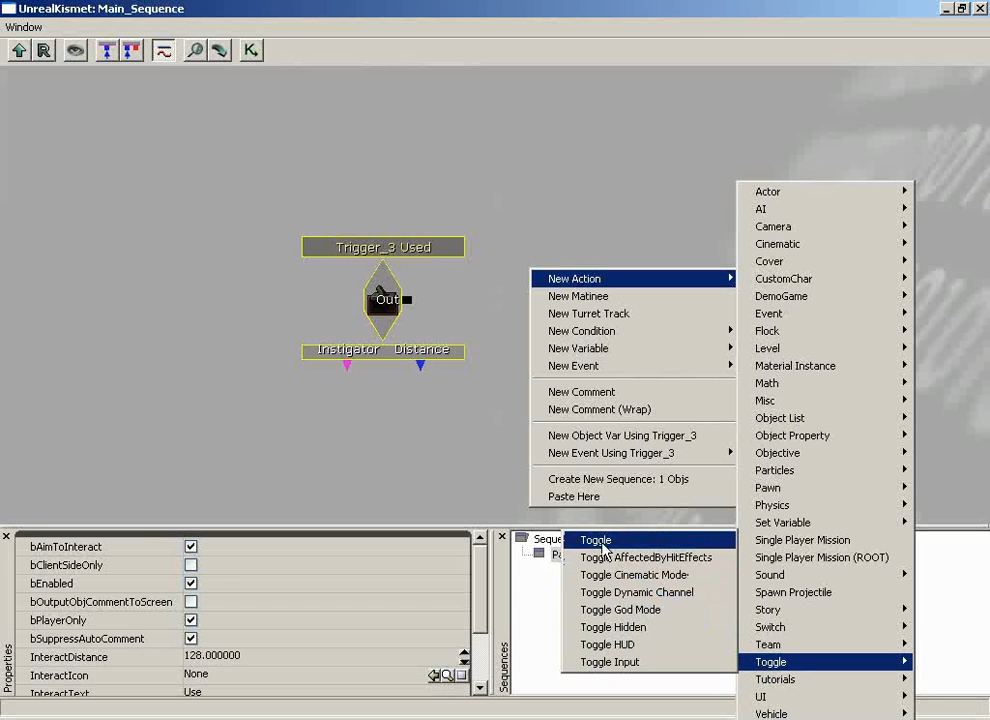 UnrealKismet: Main_Sequence
Window
R
K
Trigger_3 Used
Out
Instigator Distance
New Action
New Matinee
New Turret Track
New Condition
New Variable
New Event
New Comment
New Comment (Wrap)
New Object Var Using Trigger_3
New Event Using Trigger_3
Create New Sequence: 1 Objs
Paste Here
Actor
AI
Camera
Cinematic
Cover
CustomChar
DemoGame
Event
Flock
Level
Material Instance
Math
Misc
Object List
Object Property
Objective
Particles
Pawn
Physics
Set Variable
Single Player Mission
Single Player Mission (ROOT)
Sound
Spawn Projectile
Story
Switch
Team
Toggle
Tutorials
UI
Vehicle
Toggle
Toggle AffectedByHitEffects
Toggle Cinematic Mode
Toggle Dynamic Channel
Toggle God Mode
Toggle Hidden
Toggle HUD
Toggle Input
Properties
bAimToInteract
bClientSideOnly
bEnabled
bOutputObjCommentToScreen
bPlayerOnly
bSuppressAutoComment
InteractDistance 128.000000
InteractIcon None
InteractText Use
Sequences